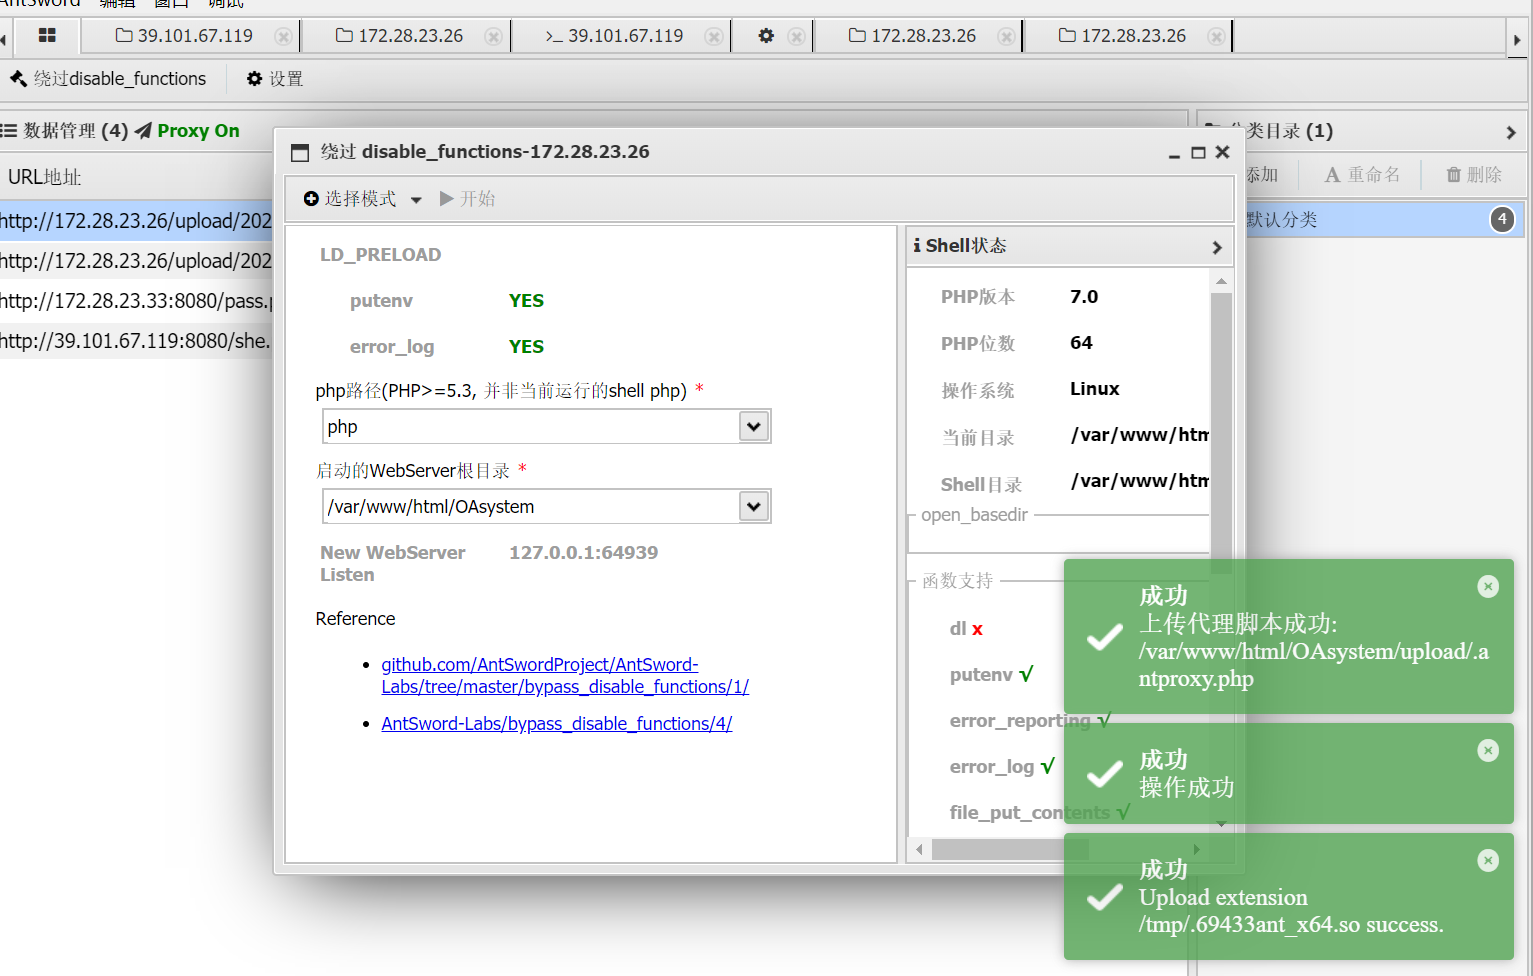 AntSword 编辑 窗口 调试
39.101.67.119
172.28.23.26
>_ 39.101.67.119
172.28.23.26
172.28.23.26
绕过disable_functions
设置
数据管理 (4) Proxy On
URL地址
http://172.28.23.26/upload/202
http://172.28.23.26/upload/202
http://172.28.23.33:8080/pass.
http://39.101.67.119:8080/she.
绕过 disable_functions-172.28.23.26
选择模式
开始
LD_PRELOAD
putenv YES
error_log YES
php路径(PHP>=5.3, 并非当前运行的shell php) *
php
启动的WebServer根目录 *
/var/www/html/OAsystem
New WebServer Listen 127.0.0.1:64939
Reference
github.com/AntSwordProject/AntSword-
Labs/tree/master/bypass_disable_functions/1/
AntSword-Labs/bypass_disable_functions/4/
Shell状态
PHP版本 7.0
PHP位数 64
操作系统 Linux
当前目录 /var/www/htm
Shell目录 /var/www/htm
open_basedir
函数支持
dl x
putenv √
error_reporting √
error_log √
file_put_contents √
类目录 (1)
添加
重命名
删除
默认分类
4
成功
上传代理脚本成功:
/var/www/html/OAsystem/upload/.a
ntproxy.php
成功
操作成功
成功
Upload extension
/tmp/.69433ant_x64.so success.